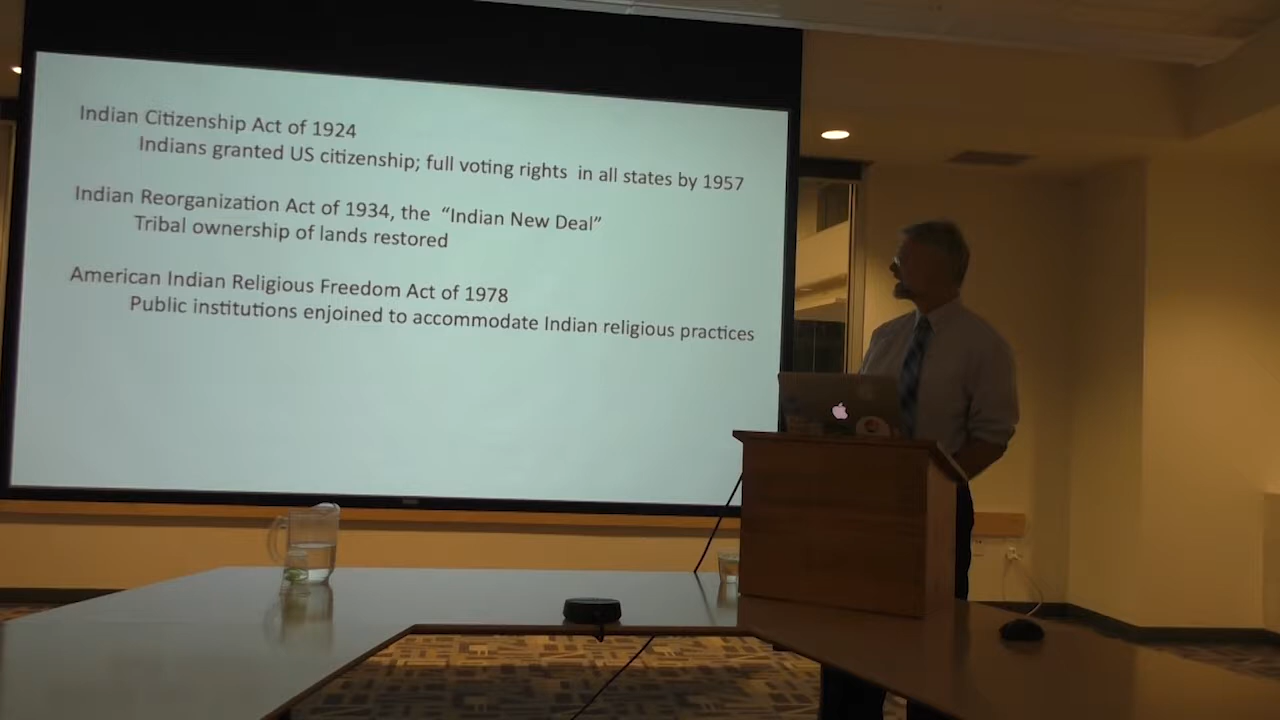 Indian Citizenship Act of 1924
Indians granted US citizenship; full voting rights in all states by 1957
Indian Reorganization Act of 1934, the “Indian New Deal”
Tribal ownership of lands restored
American Indian Religious Freedom Act of 1978
Public institutions enjoined to accommodate Indian religious practices